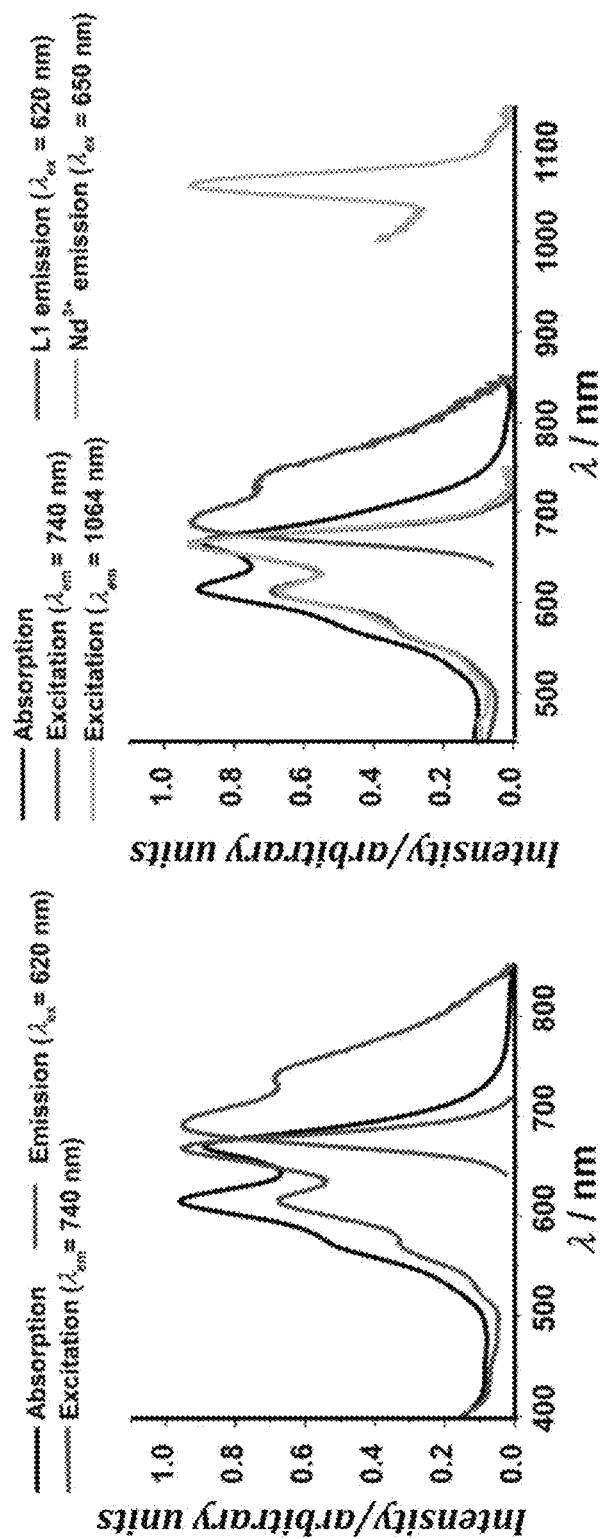 Absorption
Emission (λex = 620 nm)
Excitation (λem = 740 nm)
Intensity/arbitrary units
1.0
0.8
0.6
0.4
0.2
0.0
400
500
600
700
800
λ / nm
Absorption
Excitation (λem = 740 nm)
Excitation (λem = 1064 nm)
L1 emission (λex = 620 nm)
Nd³⁺ emission (λex = 650 nm)
Intensity/arbitrary units
1.0
0.8
0.6
0.4
0.2
0.0
500
600
700
800
900
1000
1100
λ / nm